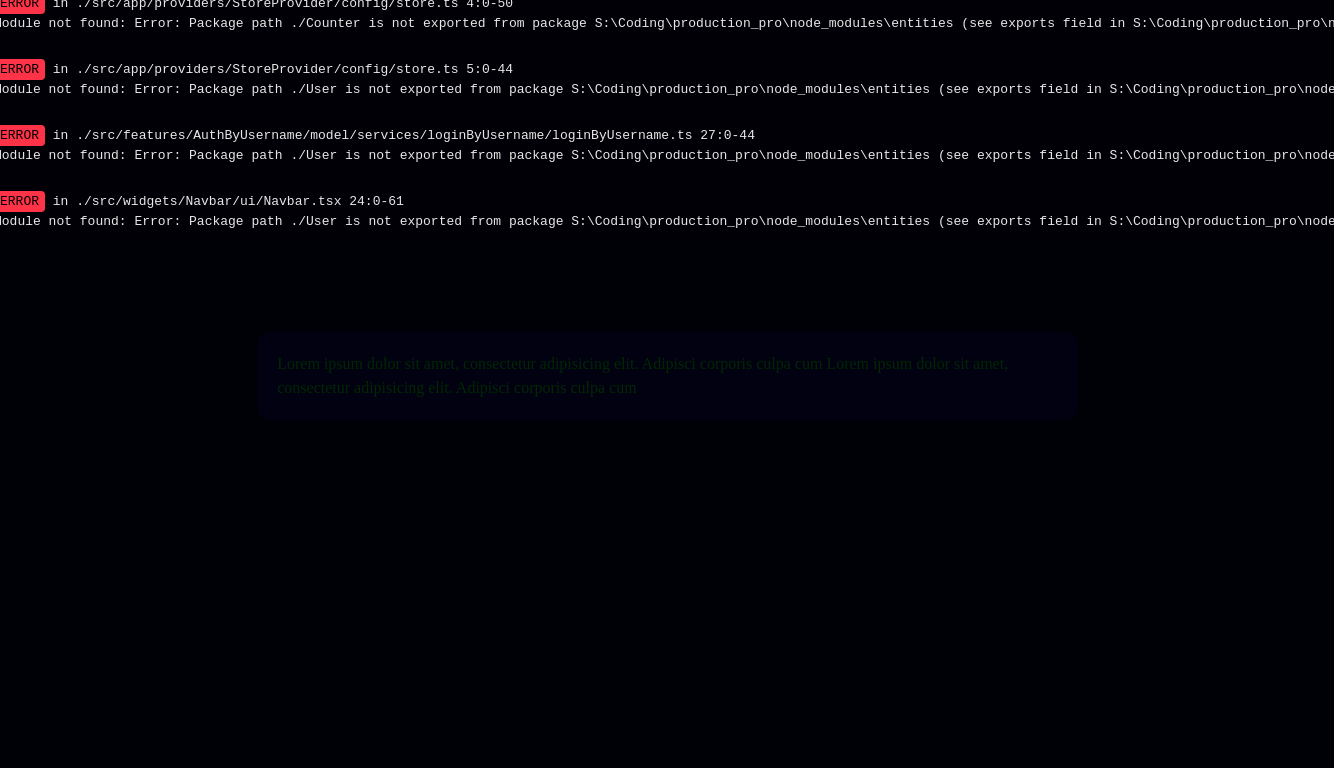 ERROR in ./src/app/providers/StoreProvider/config/store.ts 4:0-50
Module not found: Error: Package path ./Counter is not exported from package S:\Coding\production_pro\node_modules\entities (see exports field in S:\Coding\production_pro\n
ERROR in ./src/app/providers/StoreProvider/config/store.ts 5:0-44
Module not found: Error: Package path ./User is not exported from package S:\Coding\production_pro\node_modules\entities (see exports field in S:\Coding\production_pro\node
ERROR in ./src/features/AuthByUsername/model/services/loginByUsername/loginByUsername.ts 27:0-44
Module not found: Error: Package path ./User is not exported from package S:\Coding\production_pro\node_modules\entities (see exports field in S:\Coding\production_pro\node
ERROR in ./src/widgets/Navbar/ui/Navbar.tsx 24:0-61
Module not found: Error: Package path ./User is not exported from package S:\Coding\production_pro\node_modules\entities (see exports field in S:\Coding\production_pro\node
Lorem ipsum dolor sit amet, consectetur adipisicing elit. Adipisci corporis culpa cum Lorem ipsum dolor sit amet,
consectetur adipisicing elit. Adipisci corporis culpa cum